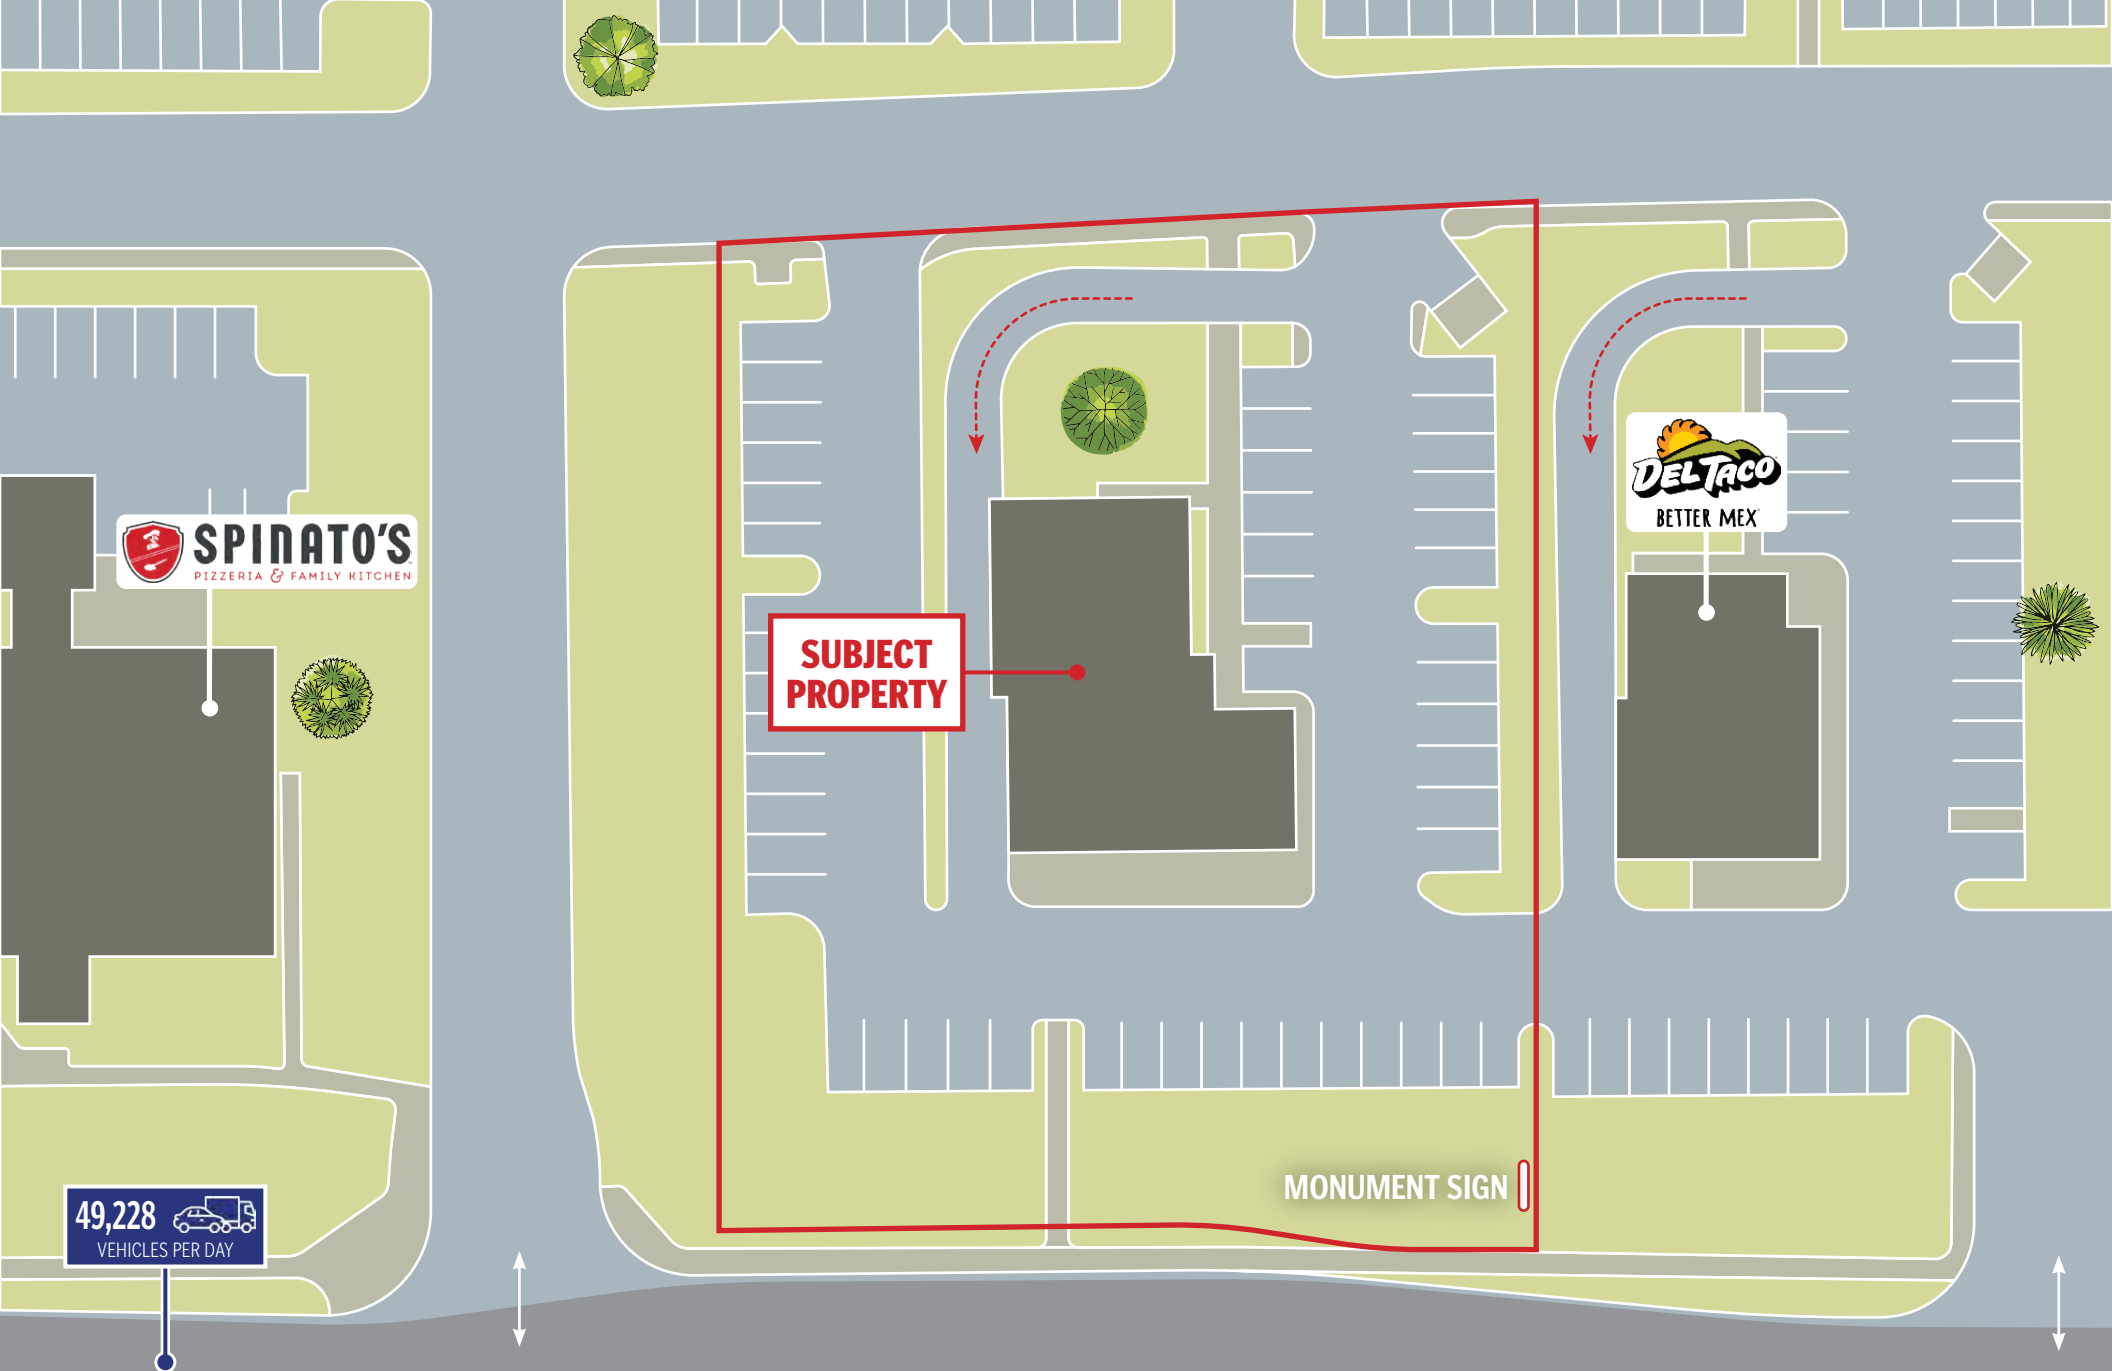 SPINATO'S
PIZZERIA & FAMILY KITCHEN
DEL TACO
BETTER MEX
SUBJECT
PROPERTY
MONUMENT SIGN
49,228
VEHICLES PER DAY